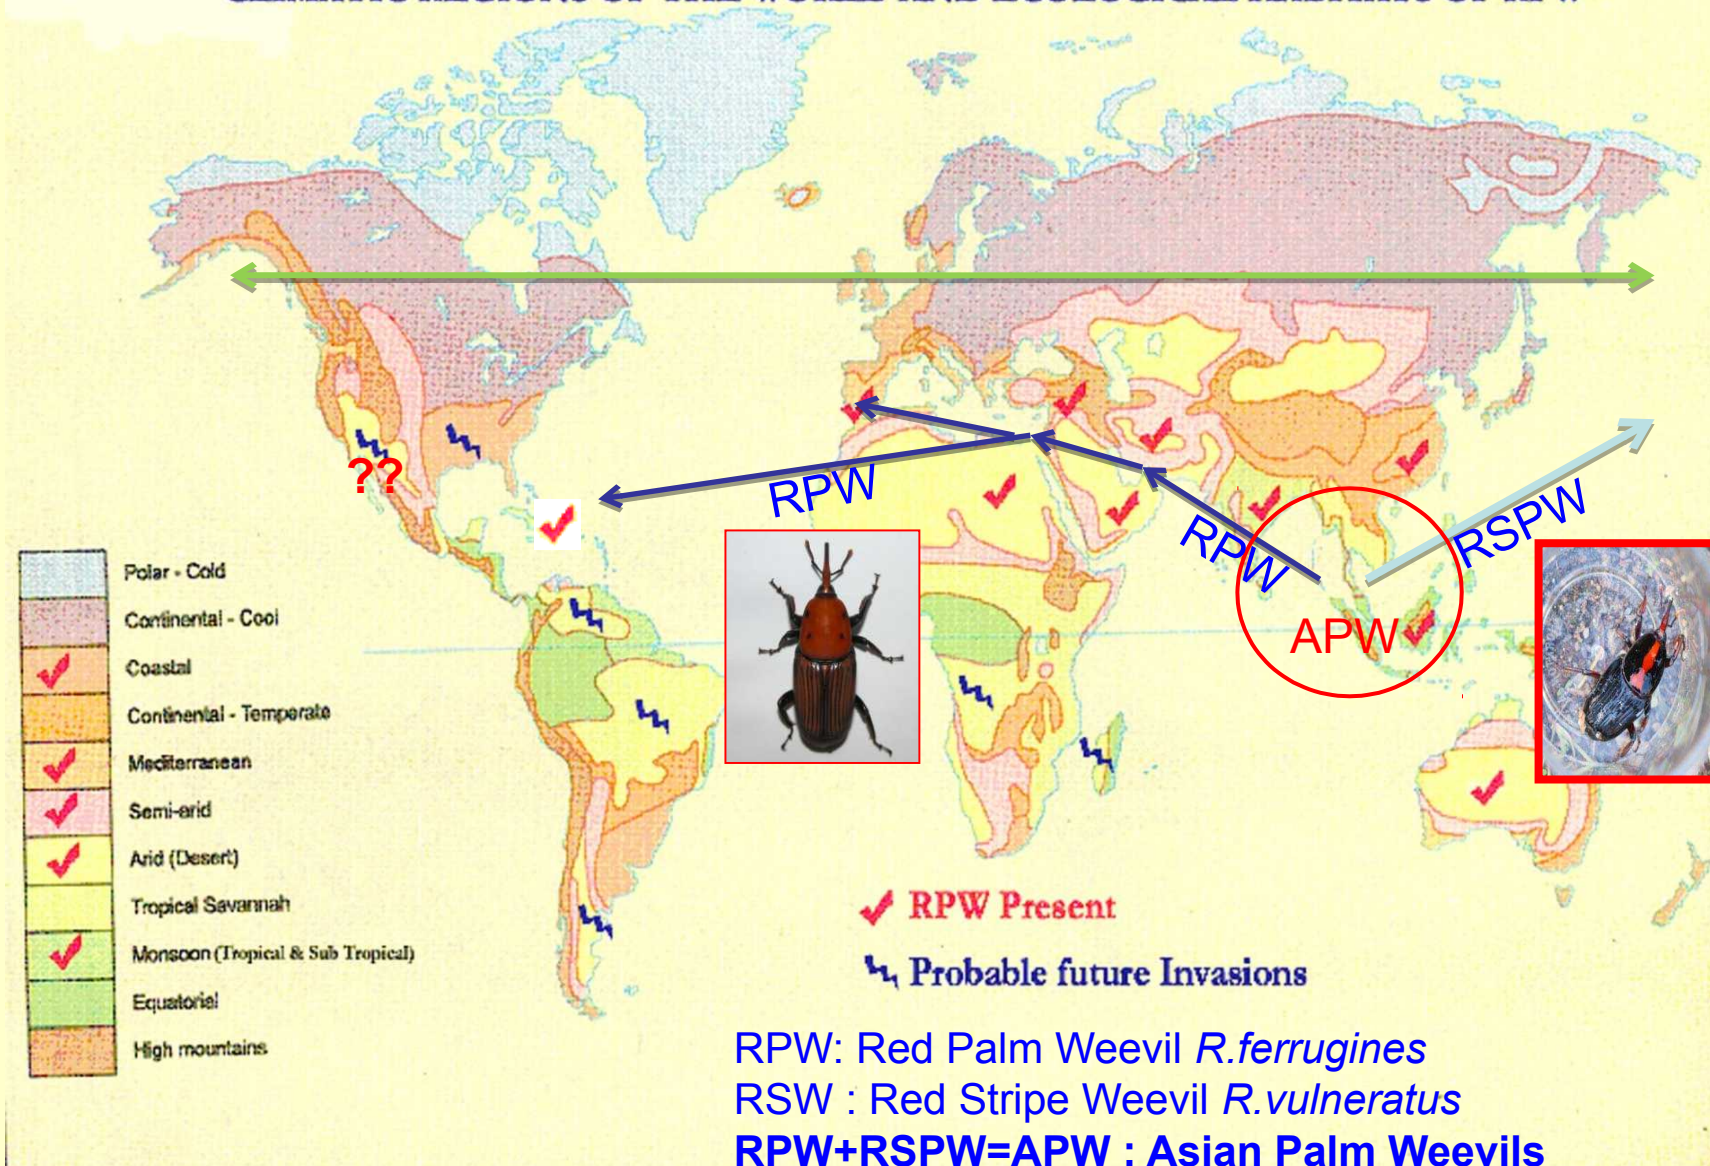 ??
RPW
RPW
RSPW
APW
Polar - Cold
Continental - Cool
Coastal
Continental - Temperate
Mediterranean
Semi-arid
Arid (Desert)
Tropical Savannah
Monsoon (Tropical & Sub Tropical)
Equatorial
High mountains
RPW Present
Probable future Invasions
RPW: Red Palm Weevil R.ferrugines
RSW : Red Stripe Weevil R.vulneratus
RPW+RSPW=APW : Asian Palm Weevils